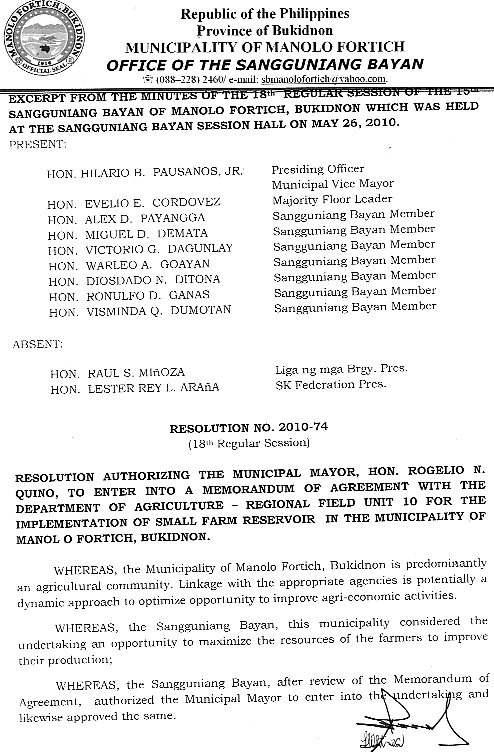 MANOLO FORTICH, BUKIDNON
OFFICIAL SEAL
Republic of the Philippines
Province of Bukidnon
MUNICIPALITY OF MANOLO FORTICH
OFFICE OF THE SANGGUNIANG BAYAN
☏ (088–228) 2460/ e-mail: sbmanolofortich@yahoo.com.
EXCERPT FROM THE MINUTES OF THE 18th REGULAR SESSION OF THE 15th
SANGGUNIANG BAYAN OF MANOLO FORTICH, BUKIDNON WHICH WAS HELD
AT THE SANGGUNIANG BAYAN SESSION HALL ON MAY 26, 2010.
PRESENT:
HON. HILARIO B. PAUSANOS, JR. Presiding Officer
Municipal Vice Mayor
HON. EVELIO E. CORDOVEZ Majority Floor Leader
HON. ALEX D. PAYANGGA Sangguniang Bayan Member
HON. MIGUEL D. DEMATA Sangguniang Bayan Member
HON. VICTORIO G. DAGUNLAY Sangguniang Bayan Member
HON. WARLEO A. GOAYAN Sangguniang Bayan Member
HON. DIOSDADO N. DITONA Sangguniang Bayan Member
HON. RONULFO D. GANAS Sangguniang Bayan Member
HON. VISMINDA Q. DUMOTAN Sangguniang Bayan Member
ABSENT:
HON. RAUL S. MIñOZA Liga ng mga Brgy. Pres.
HON. LESTER REY L. ARAñA SK Federation Pres.
RESOLUTION NO. 2010-74
(18th Regular Session)
RESOLUTION AUTHORIZING THE MUNICIPAL MAYOR, HON. ROGELIO N.
QUINO, TO ENTER INTO A MEMORANDUM OF AGREEMENT WITH THE
DEPARTMENT OF AGRICULTURE – REGIONAL FIELD UNIT 10 FOR THE
IMPLEMENTATION OF SMALL FARM RESERVOIR IN THE MUNICIPALITY OF
MANOL O FORTICH, BUKIDNON.
WHEREAS, the Municipality of Manolo Fortich, Bukidnon is predominantly
an agricultural community. Linkage with the appropriate agencies is potentially a
dynamic approach to optimize opportunity to improve agri-economic activities.
WHEREAS, the Sangguniang Bayan, this municipality considered the
undertaking an opportunity to maximize the resources of the farmers to improve
their production;
WHEREAS, the Sangguniang Bayan, after review of the Memorandum of
Agreement, authorized the Municipal Mayor to enter into the undertaking and
likewise approved the same.